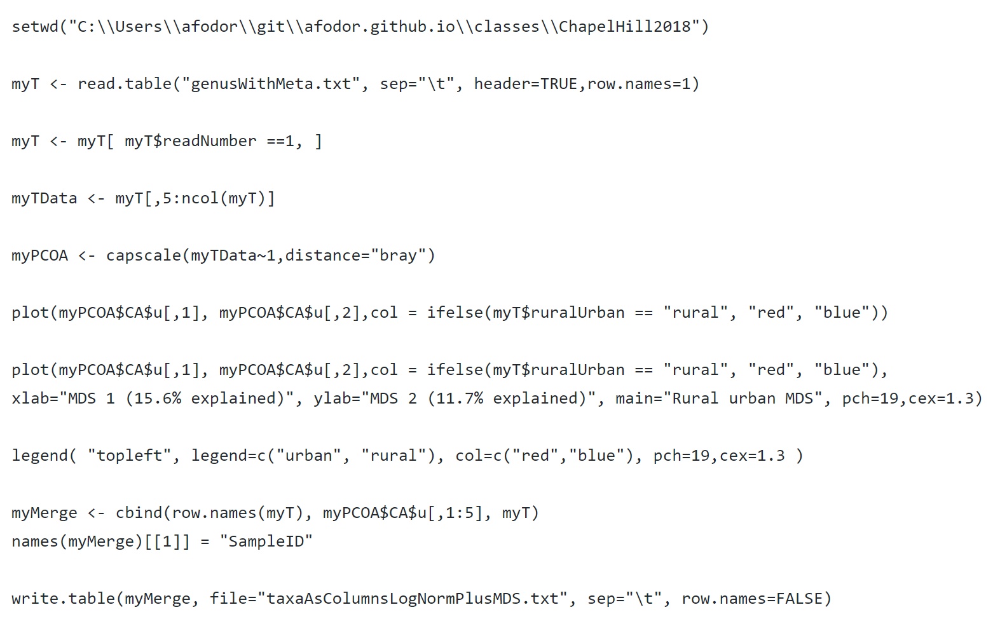 setwd("C:\\Users\\afodor\\git\\afodor.github.io\\classes\\ChapelHill2018")
myT <- read.table("genusWithMeta.txt", sep="\t", header=TRUE,row.names=1)
myT <- myT[ myT$readNumber ==1, ]
myTData <- myT[,5:ncol(myT)]
myPCOA <- capscale(myTData~1,distance="bray")
plot(myPCOA$CA$u[,1], myPCOA$CA$u[,2],col = ifelse(myT$ruralUrban == "rural", "red", "blue"))
plot(myPCOA$CA$u[,1], myPCOA$CA$u[,2],col = ifelse(myT$ruralUrban == "rural", "red", "blue"),
xlab="MDS 1 (15.6% explained)", ylab="MDS 2 (11.7% explained)", main="Rural urban MDS", pch=19,cex=1.3)
legend( "topleft", legend=c("urban", "rural"), col=c("red","blue"), pch=19,cex=1.3 )
myMerge <- cbind(row.names(myT), myPCOA$CA$u[,1:5], myT)
names(myMerge)[[1]] = "SampleID"
write.table(myMerge, file="taxaAsColumnsLogNormPlusMDS.txt", sep="\t", row.names=FALSE)